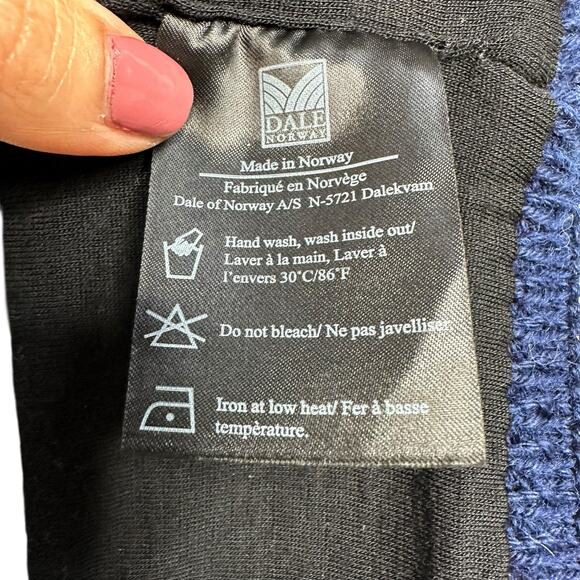 DALE
NORWAY
Made in Norway
Fabriqué en Norvège
Dale of Norway A/S N-5721 Dalekvam
Hand wash, wash inside out/
Laver à la main, Laver à
l'envers 30˚C/86˚F
Do not bleach/ Ne pas javelliser.
Iron at low heat/ Fer à basse
tempèrature.